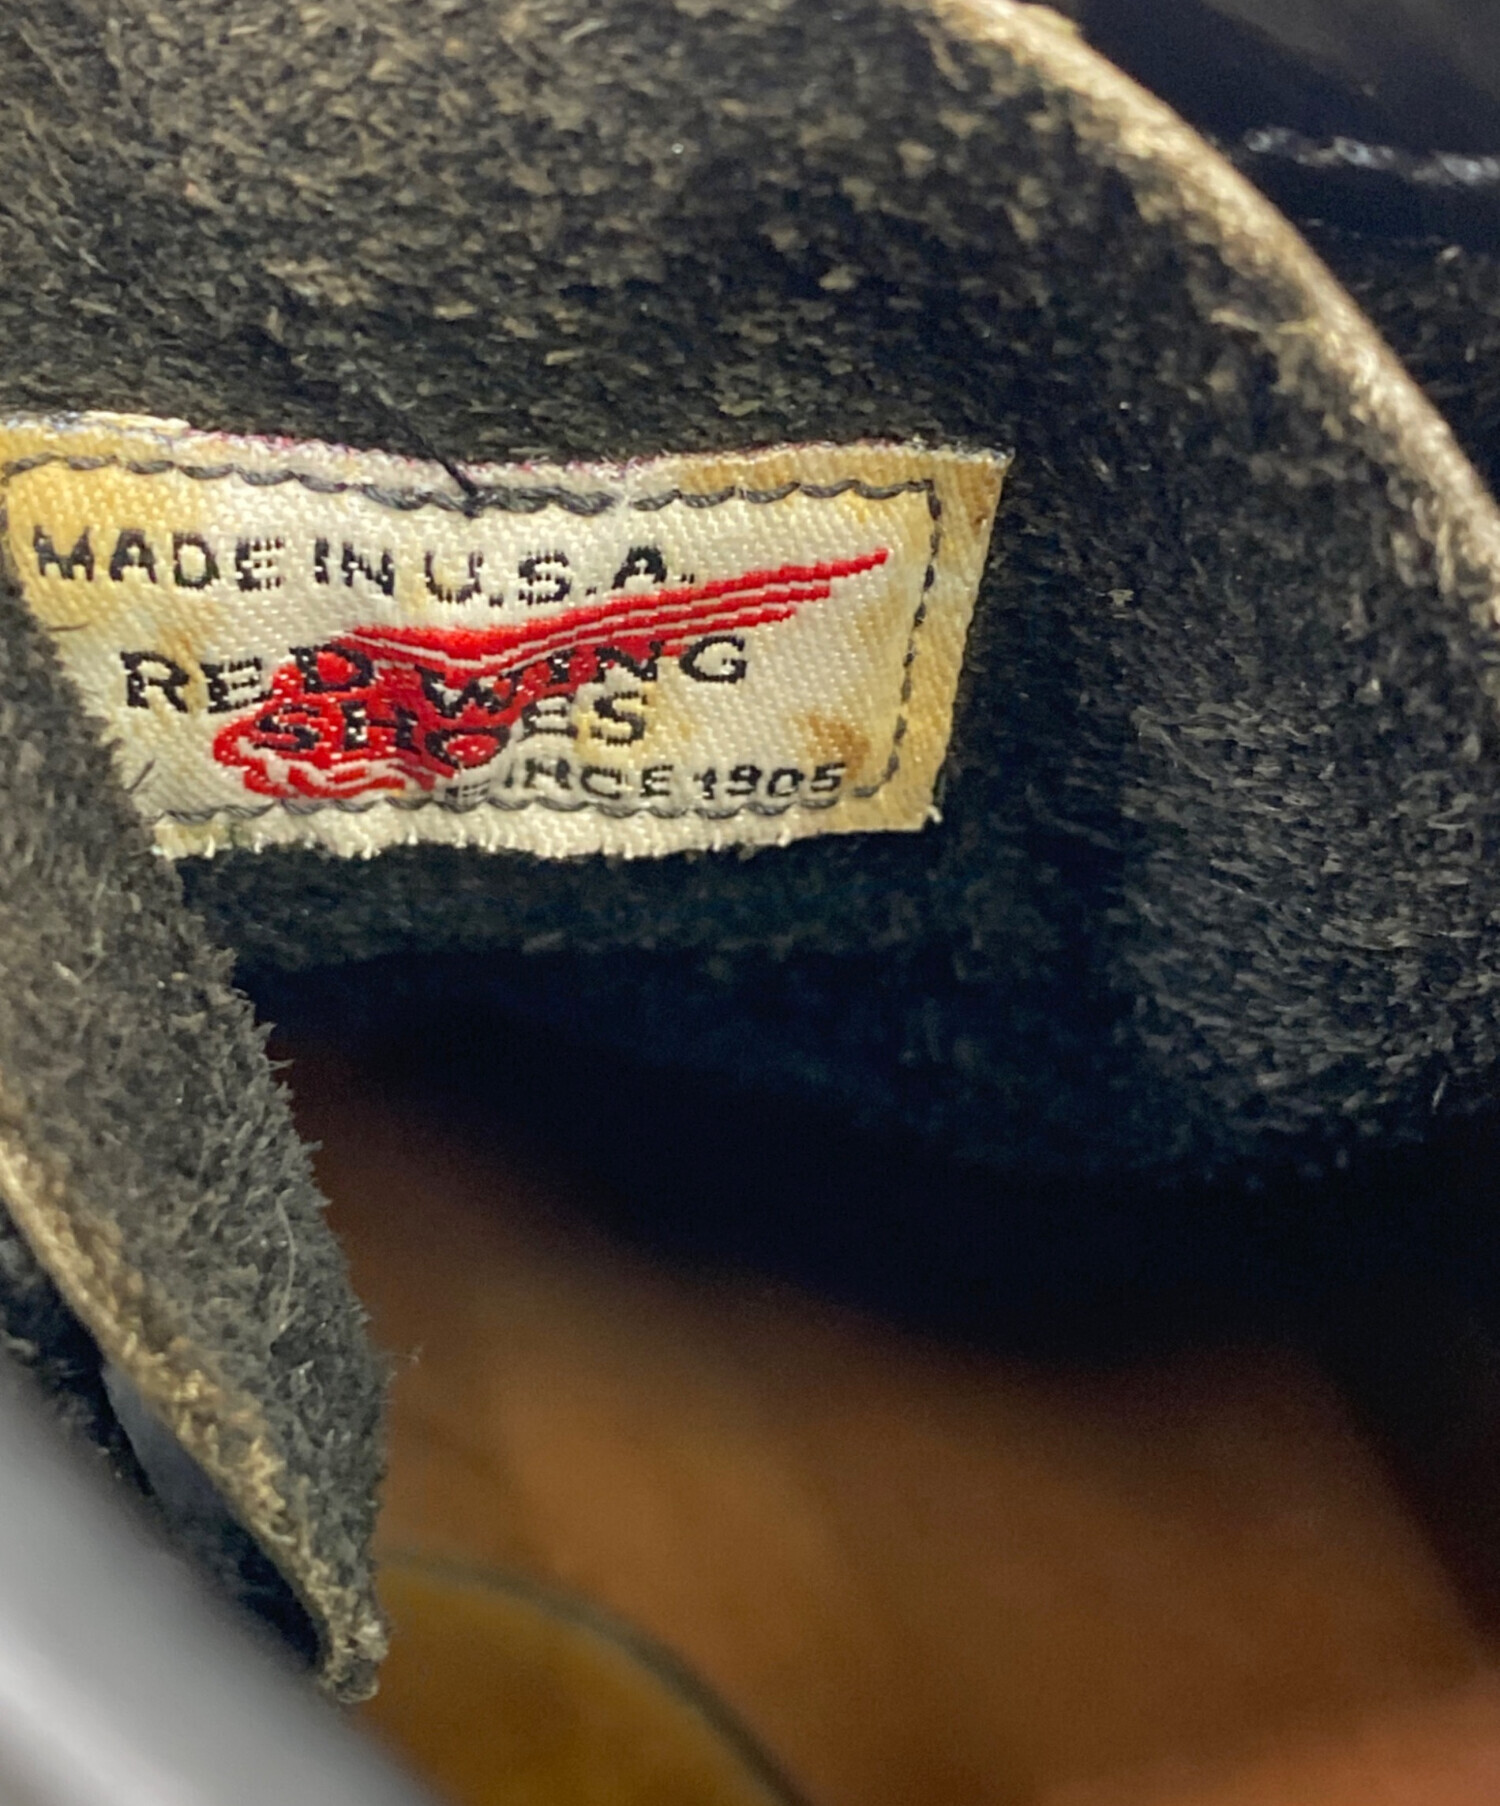 MADE IN U.S.A.
RED WING
SHOES
SINCE 1905